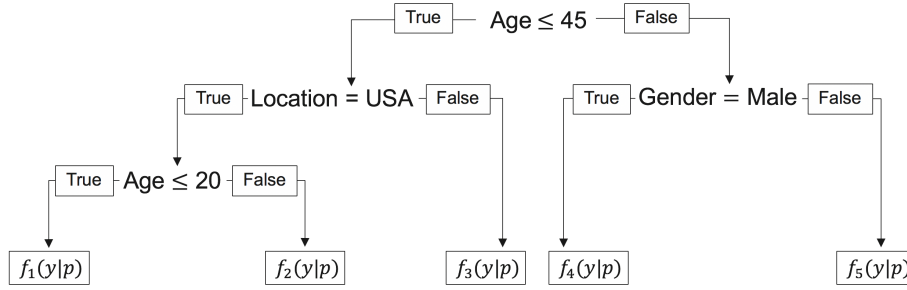 True Age ≤ 45 False
True Location = USA False True Gender = Male False
True Age ≤ 20 False
f₁(y|p) f₂(y|p) f₃(y|p) f₄(y|p) f₅(y|p)